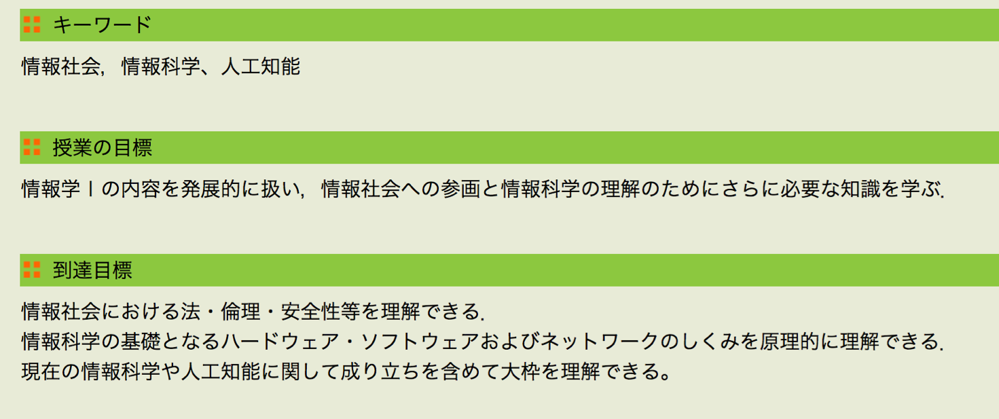 キーワード
情報社会，情報科学、人工知能
授業の目標
情報学Ⅰの内容を発展的に扱い，情報社会への参画と情報科学の理解のためにさらに必要な知識を学ぶ．
到達目標
情報社会における法・倫理・安全性等を理解できる．
情報科学の基礎となるハードウェア・ソフトウェアおよびネットワークのしくみを原理的に理解できる．
現在の情報科学や人工知能に関して成り立ちを含めて大枠を理解できる。